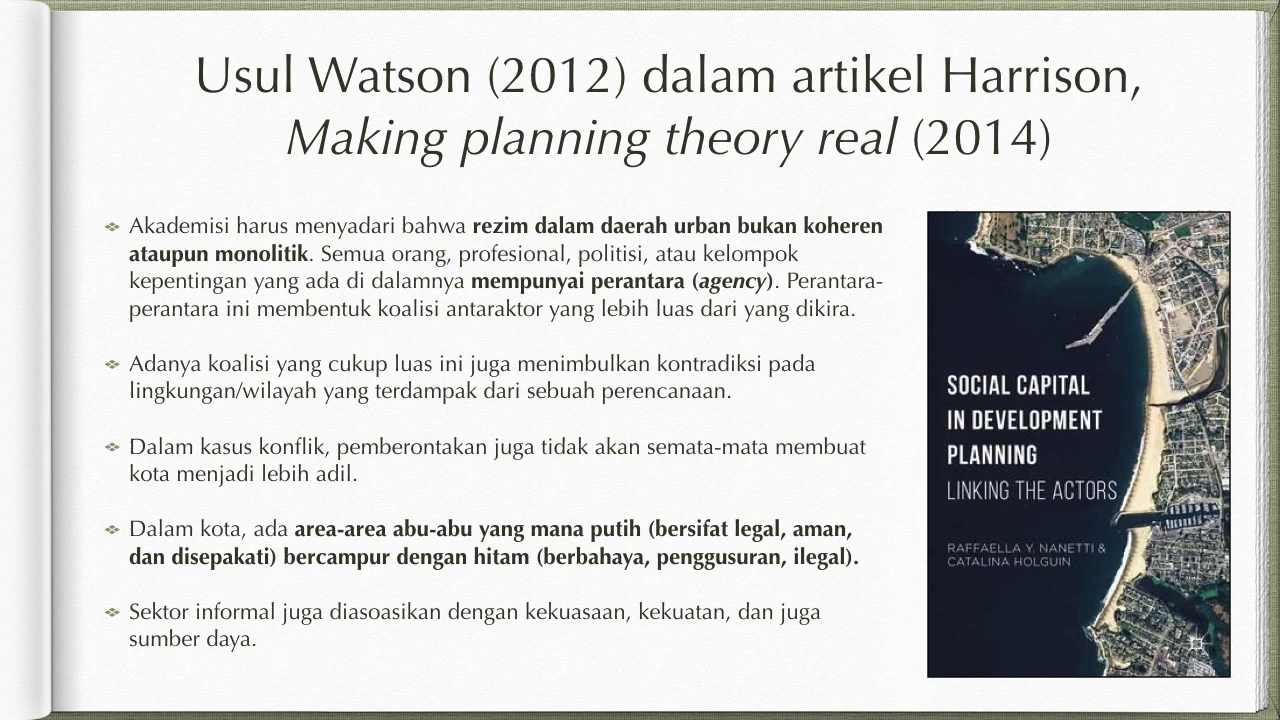 Usul Watson (2012) dalam artikel Harrison,
Making planning theory real (2014)
Akademisi harus menyadari bahwa rezim dalam daerah urban bukan koheren
ataupun monolitik. Semua orang, profesional, politisi, atau kelompok
kepentingan yang ada di dalamnya mempunyai perantara (agency). Perantara-
perantara ini membentuk koalisi antaraktor yang lebih luas dari yang dikira.
Adanya koalisi yang cukup luas ini juga menimbulkan kontradiksi pada
lingkungan/wilayah yang terdampak dari sebuah perencanaan.
Dalam kasus konflik, pemberontakan juga tidak akan semata-mata membuat
kota menjadi lebih adil.
Dalam kota, ada area-area abu-abu yang mana putih (bersifat legal, aman,
dan disepakati) bercampur dengan hitam (berbahaya, penggusuran, ilegal).
Sektor informal juga diasoasikan dengan kekuasaan, kekuatan, dan juga
sumber daya.
SOCIAL CAPITAL
IN DEVELOPMENT
PLANNING
LINKING THE ACTORS
RAFFAELLA Y. NANETTI &
CATALINA HOLGUIN